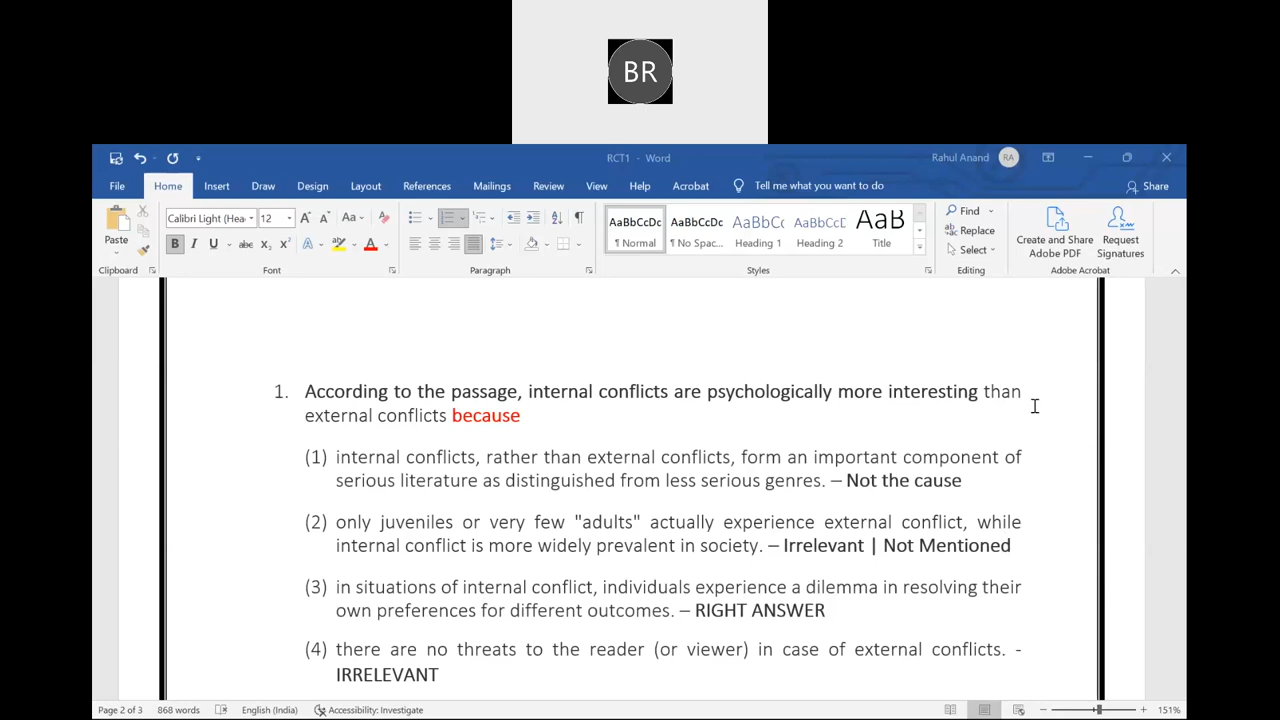 BR
RCT1 - Word
Rahul Anand RA
File Home Insert Draw Design Layout References Mailings Review View Help Acrobat Tell me what you want to do Share
Calibri Light (Hea 12 A A Aa A
AaBbCcDc AaBbCcDc AaBbCc AaBbCcD AaB
Find
Paste
B I U abc X₂ X² A A
¶ Normal ¶ No Spac... Heading 1 Heading 2 Title
Replace
Select
Create and Share Adobe PDF
Request Signatures
Clipboard Font Paragraph Styles Editing Adobe Acrobat
1. According to the passage, internal conflicts are psychologically more interesting than
external conflicts because
(1) internal conflicts, rather than external conflicts, form an important component of
serious literature as distinguished from less serious genres. – Not the cause
(2) only juveniles or very few "adults" actually experience external conflict, while
internal conflict is more widely prevalent in society. – Irrelevant | Not Mentioned
(3) in situations of internal conflict, individuals experience a dilemma in resolving their
own preferences for different outcomes. – RIGHT ANSWER
(4) there are no threats to the reader (or viewer) in case of external conflicts. -
IRRELEVANT
Page 2 of 3 868 words English (India) Accessibility: Investigate 151%